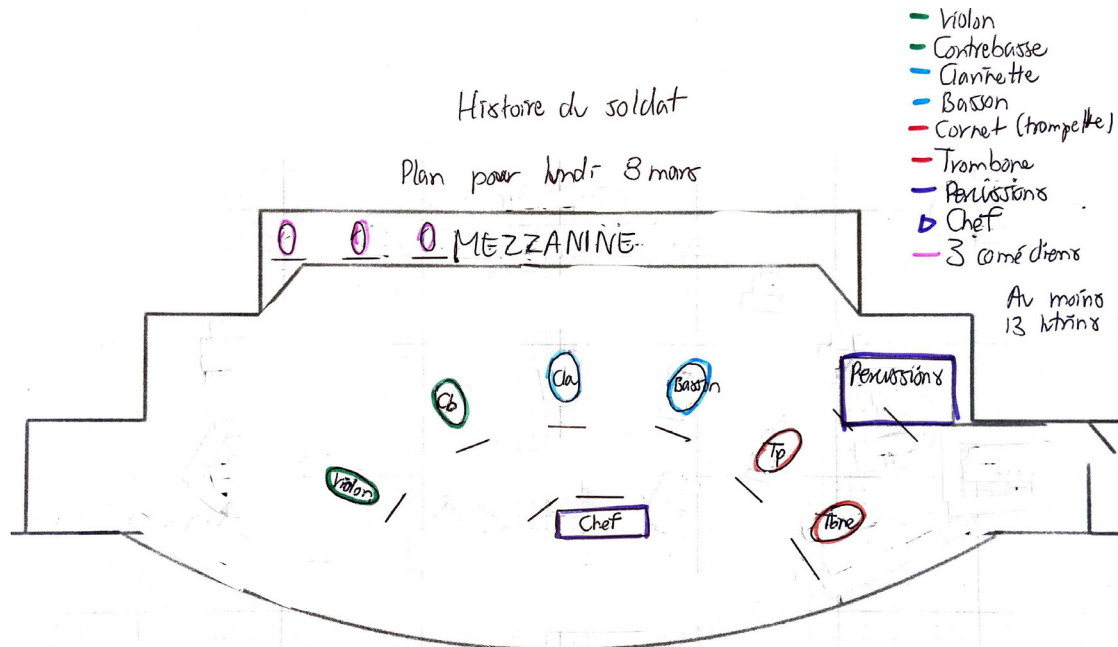 Histoire du soldat
Plan pour lundi 8 mars
- Violon
- Contrebasse
- Clarinette
- Basson
- Cornet (trompette)
- Trombone
- Percussions
Chef
- 3 comédiens
Au moins
13 lutrins
MEZZANINE
Cb
Cla
Basson
Percussions
Violon
Chef
Tp
Tbne